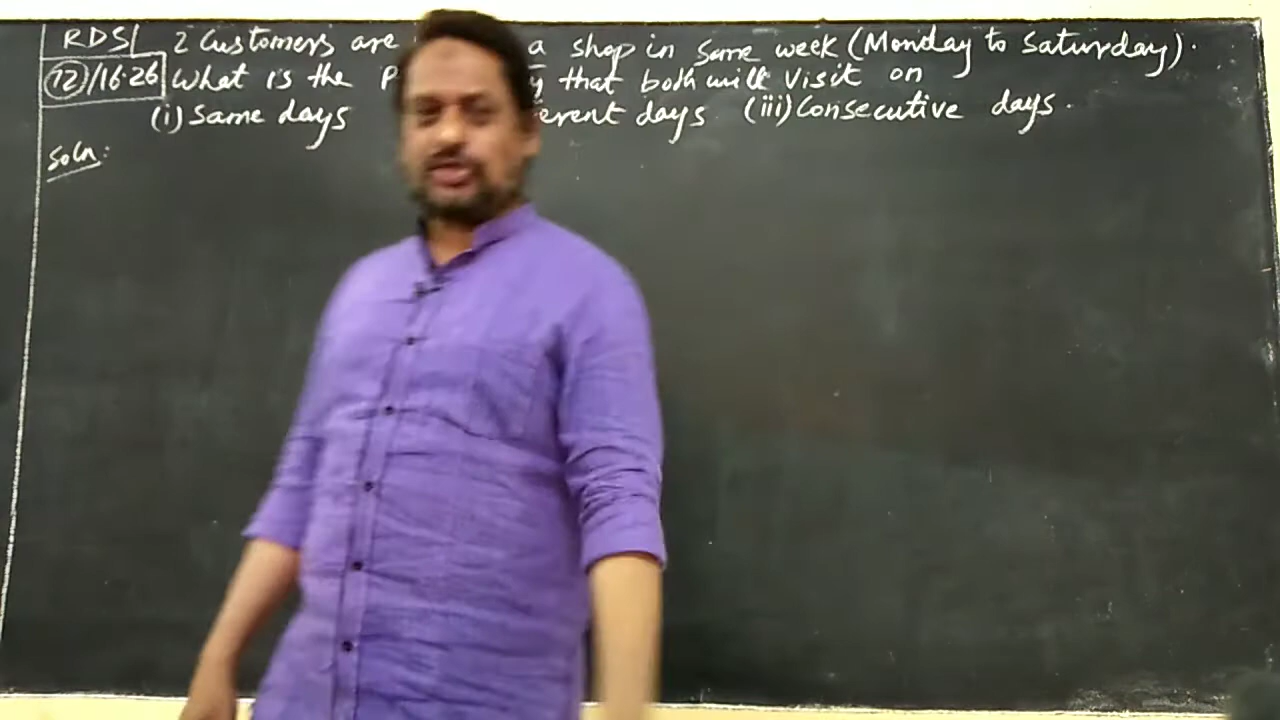 RDSL 2 Customers are a shop in Same week (Monday to Saturday).
(12)/16.26 What is the that both will Visit on
(i) Same days days (iii) Consecutive days.
Soln: